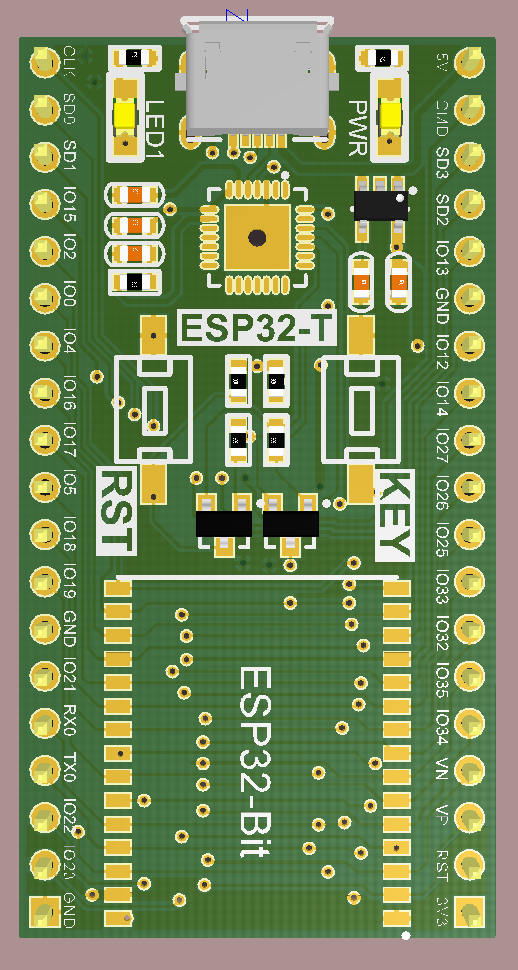 CLK
SD0
SD1
IO15
IO2
IO0
IO4
IO16
IO17
IO5
IO18
IO19
GND
IO21
RX0
TX0
IO22
IO23
GND
LED1
PWR
ESP32-T
RST
KEY
ESP32-Bit
5V
CMD
SD3
SD2
IO13
GND
IO12
IO14
IO27
IO26
IO25
IO33
IO32
IO35
IO34
VN
VP
RST
3V3